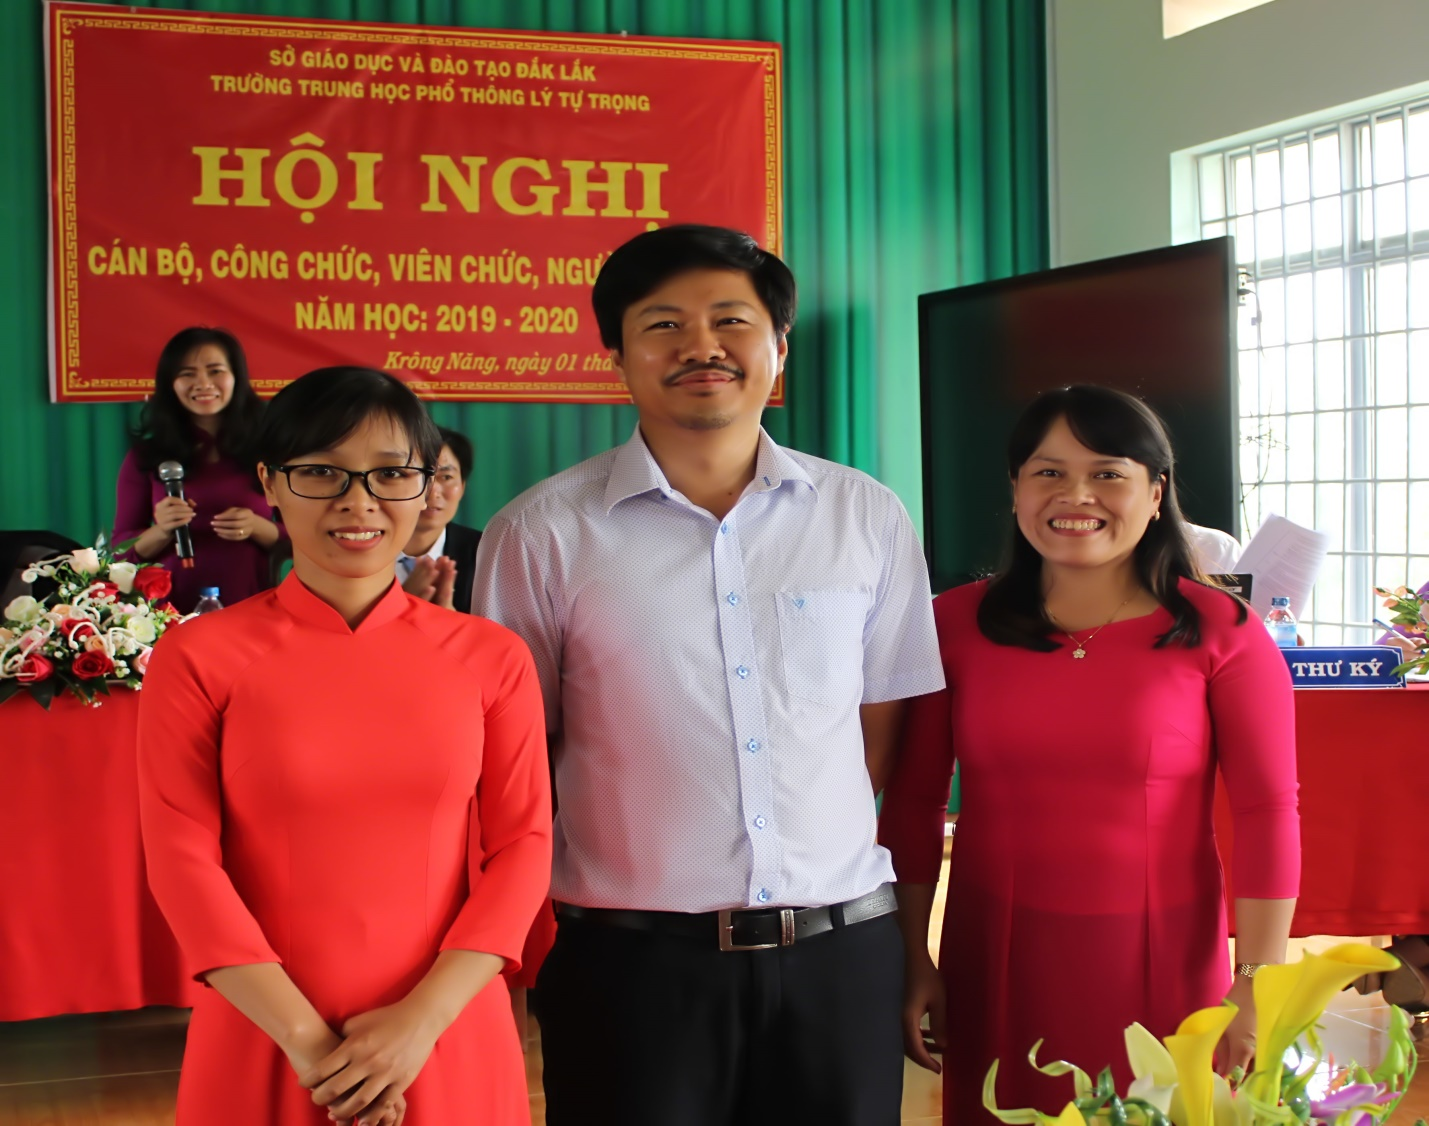 SỞ GIÁO DỤC VÀ ĐÀO TẠO ĐẮK LẮK
TRƯỜNG TRUNG HỌC PHỔ THÔNG LÝ TỰ TRỌNG
HỘI NGHỊ
CÁN BỘ, CÔNG CHỨC, VIÊN CHỨC,
NĂM HỌC: 2019 - 2020
Krông Năng, ngày 01
THƯ KÝ